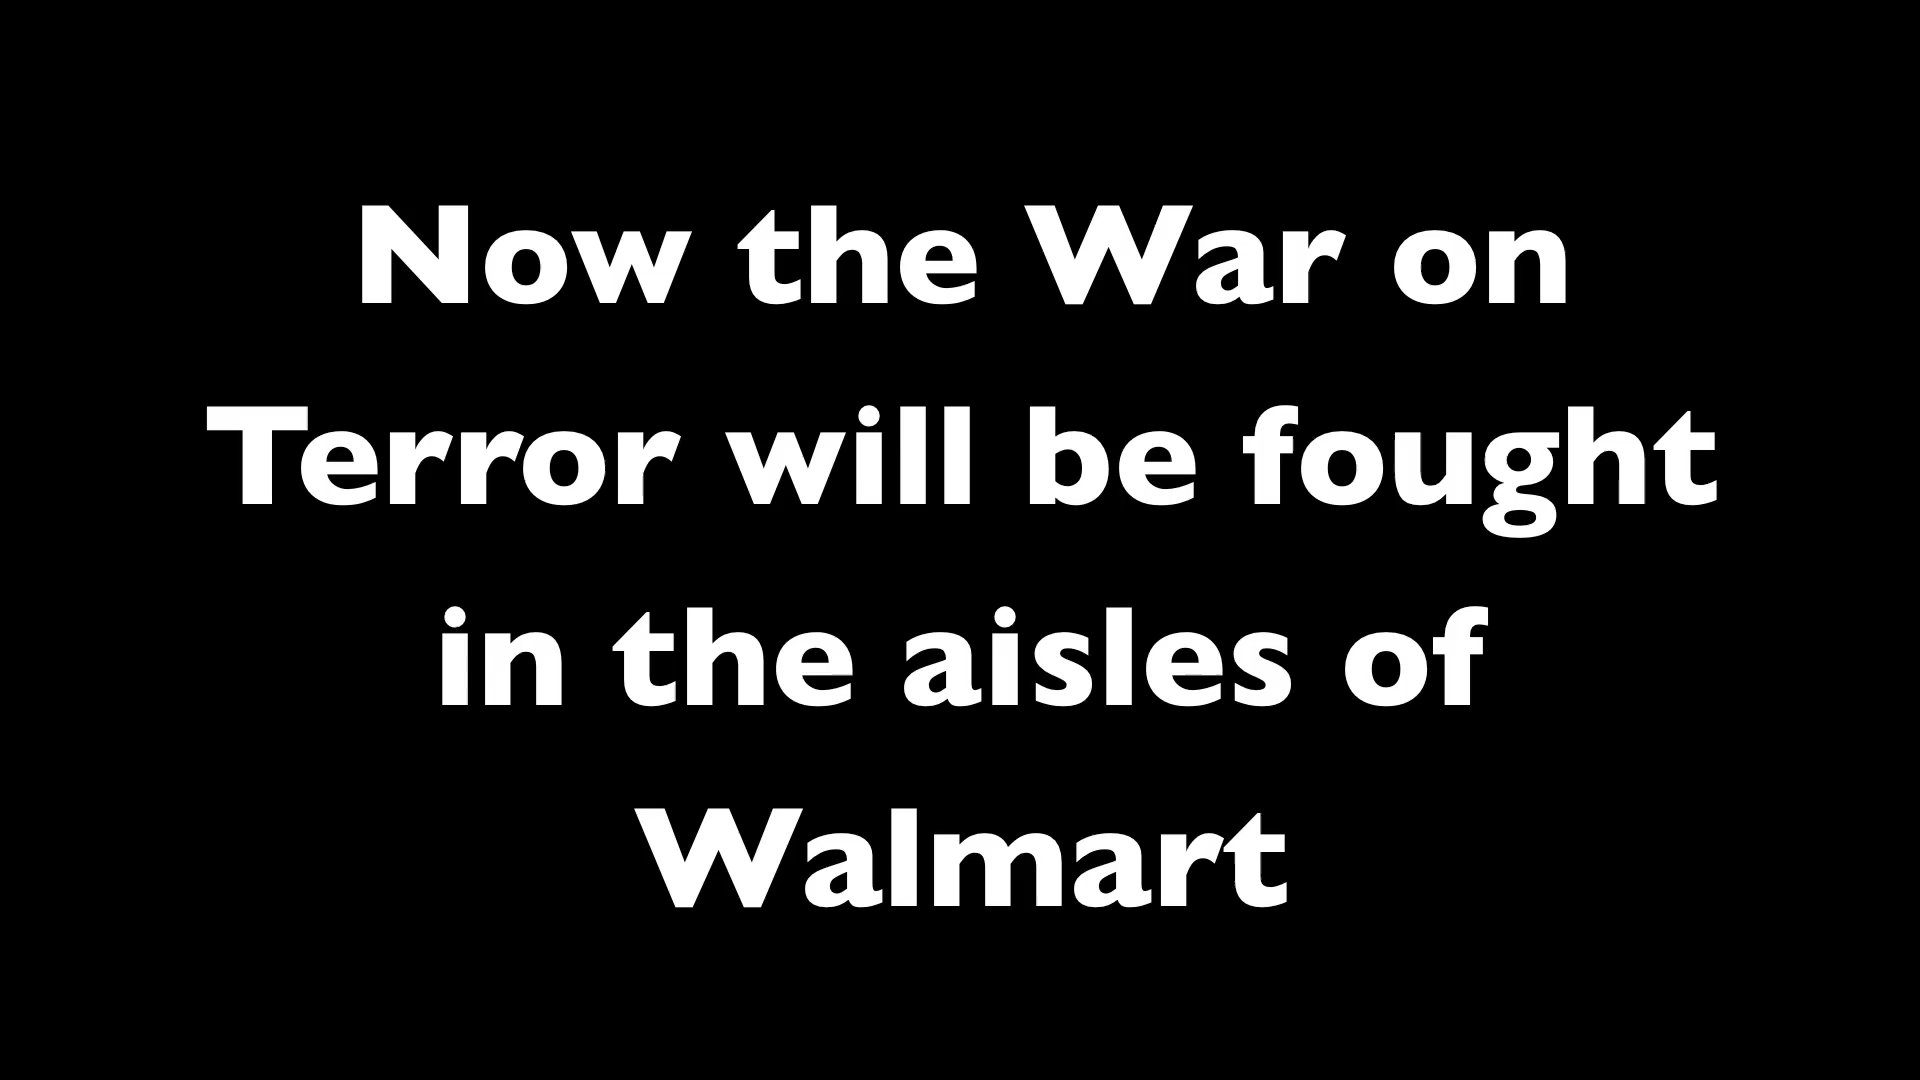 Now the War on
Terror will be fought
in the aisles of
Walmart